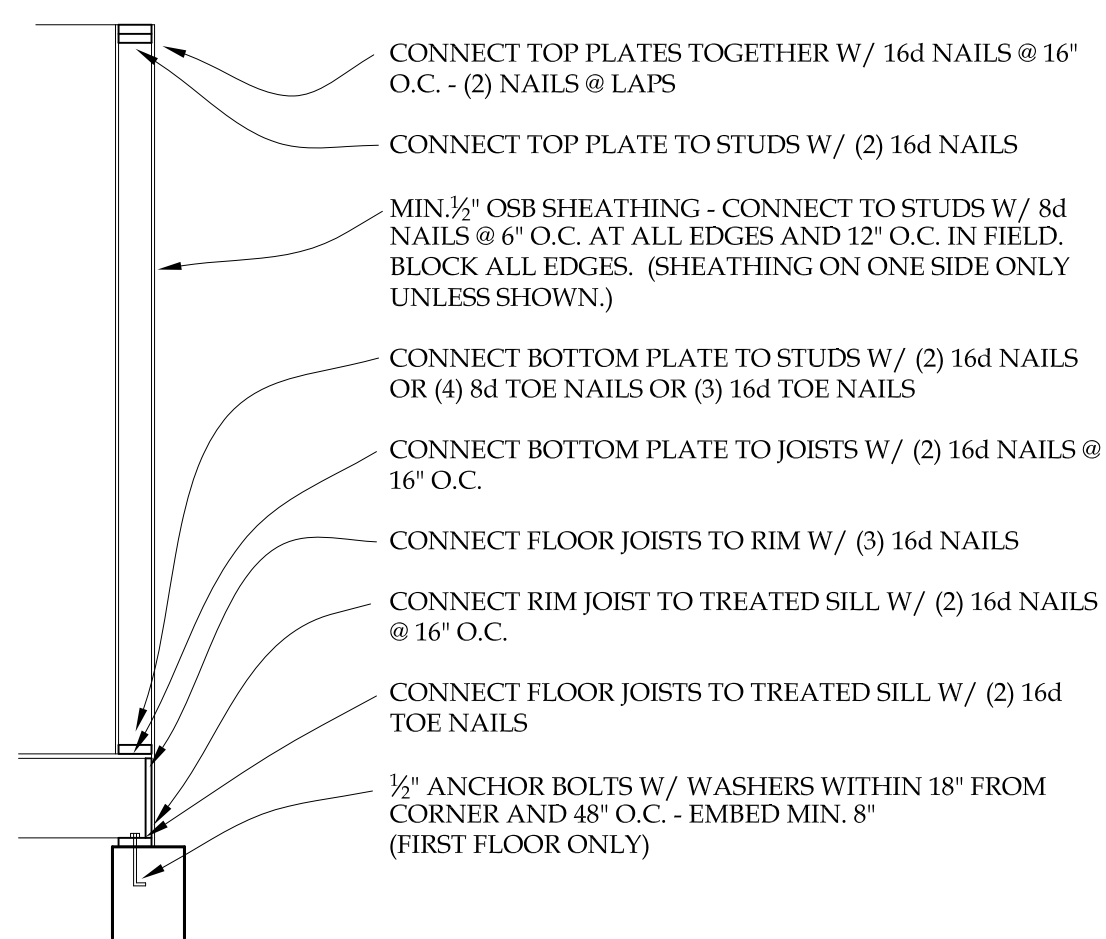 CONNECT TOP PLATES TOGETHER W/ 16d NAILS @ 16"
O.C. - (2) NAILS @ LAPS
CONNECT TOP PLATE TO STUDS W/ (2) 16d NAILS
MIN.½" OSB SHEATHING - CONNECT TO STUDS W/ 8d
NAILS @ 6" O.C. AT ALL EDGES AND 12" O.C. IN FIELD.
BLOCK ALL EDGES. (SHEATHING ON ONE SIDE ONLY
UNLESS SHOWN.)
CONNECT BOTTOM PLATE TO STUDS W/ (2) 16d NAILS
OR (4) 8d TOE NAILS OR (3) 16d TOE NAILS
CONNECT BOTTOM PLATE TO JOISTS W/ (2) 16d NAILS @
16" O.C.
CONNECT FLOOR JOISTS TO RIM W/ (3) 16d NAILS
CONNECT RIM JOIST TO TREATED SILL W/ (2) 16d NAILS
@ 16" O.C.
CONNECT FLOOR JOISTS TO TREATED SILL W/ (2) 16d
TOE NAILS
½" ANCHOR BOLTS W/ WASHERS WITHIN 18" FROM
CORNER AND 48" O.C. - EMBED MIN. 8"
(FIRST FLOOR ONLY)